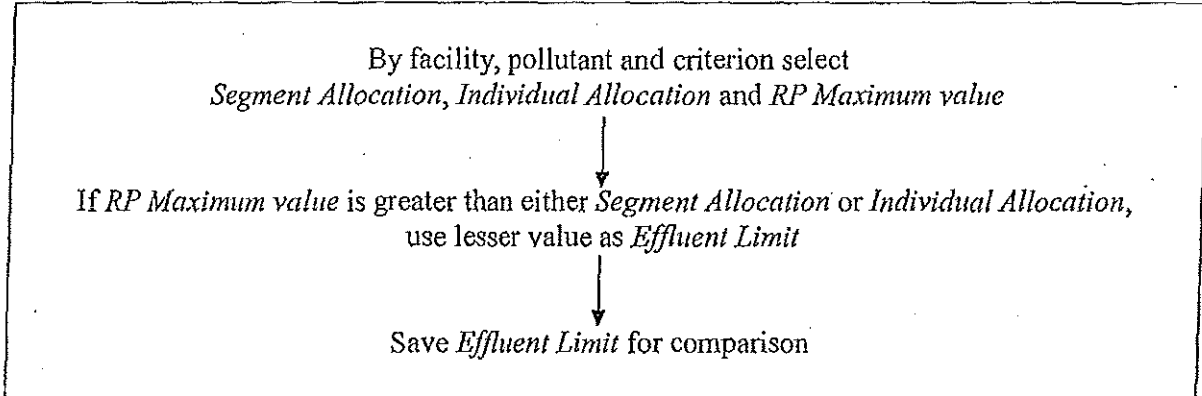 By facility, pollutant and criterion select
Segment Allocation, Individual Allocation and RP Maximum value
If RP Maximum value is greater than either Segment Allocation or Individual Allocation,
use lesser value as Effluent Limit
Save Effluent Limit for comparison